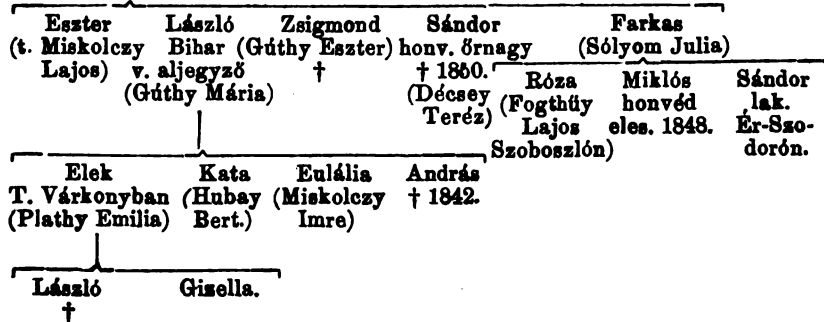 Eszter László Zsigmond Sándor Farkas
(t. Miskolczy Bihar (Gúthy Eszter) honv. őrnagy (Sólyom Julia)
Lajos) v. aljegyző † † 1850.
(Gúthy Mária) (Décsey
Teréz)
Róza Miklós Sándor
(Fogthüy honvéd lak.
Lajos eles. 1848. Ér-Szo-
Szoboszlón) dorón.
Elek Kata Eulália András
T. Várkonyban (Hubay (Miskolczy † 1842.
(Plathy Emilia) Bert.) Imre)
László Gisella.
†